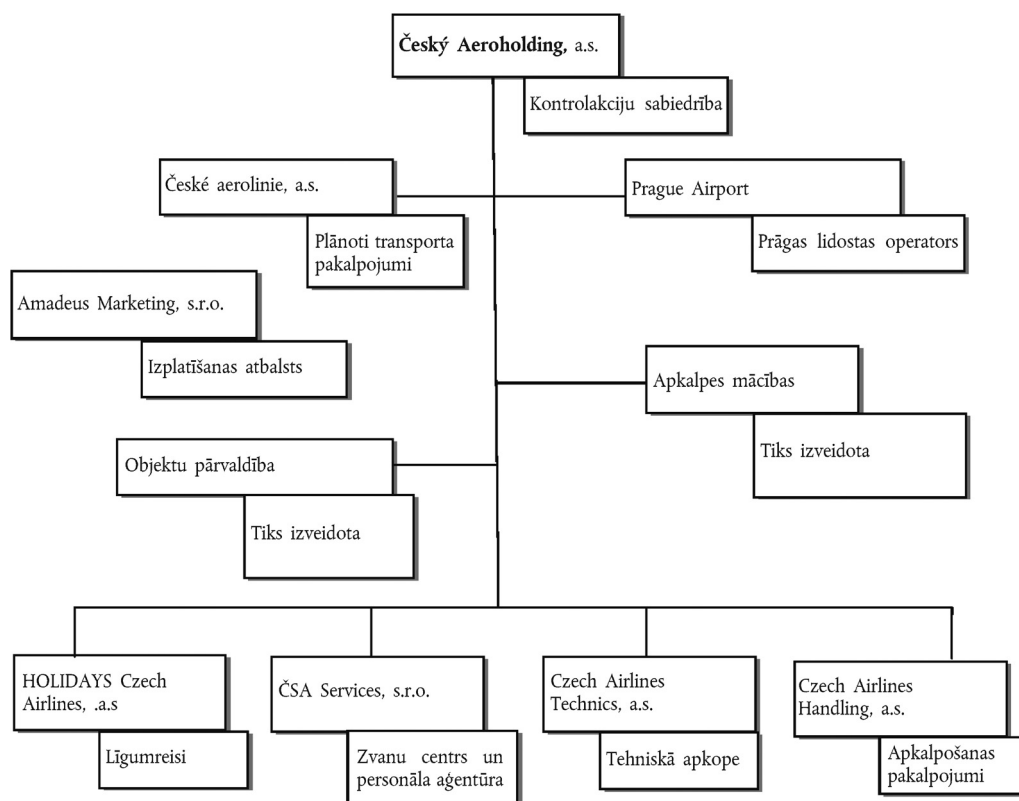 Český Aeroholding, a.s.
Kontrolakciju sabiedrība
České aerolinie, a.s.
Plānoti transporta
pakalpojumi
Prague Airport
Prāgas lidostas operators
Amadeus Marketing, s.r.o.
Izplatīšanas atbalsts
Apkalpes mācības
Tiks izveidota
Objektu pārvaldība
Tiks izveidota
HOLIDAYS Czech
Airlines, .a.s
Līgumreisi
ČSA Services, s.r.o.
Zvanu centrs un
personāla aģentūra
Czech Airlines
Technics, a.s.
Tehniskā apkope
Czech Airlines
Handling, a.s.
Apkalpošanas
pakalpojumi